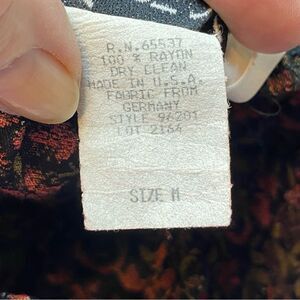 R.N. 65537
100 % RAYON
DRY CLEAN
MADE IN U.S.A.
FABRIC FROM
GERMANY
STYLE 96201
LOT 2164
SIZE M